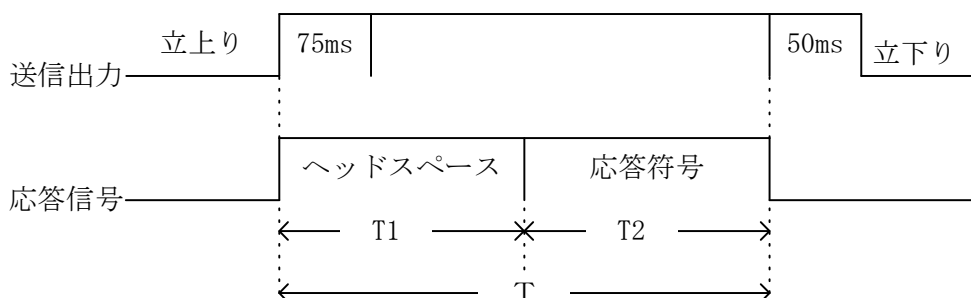 立上り 75ms 50ms 立下り
送信出力
ヘッドスペース 応答符号
応答信号
T1 T2
T